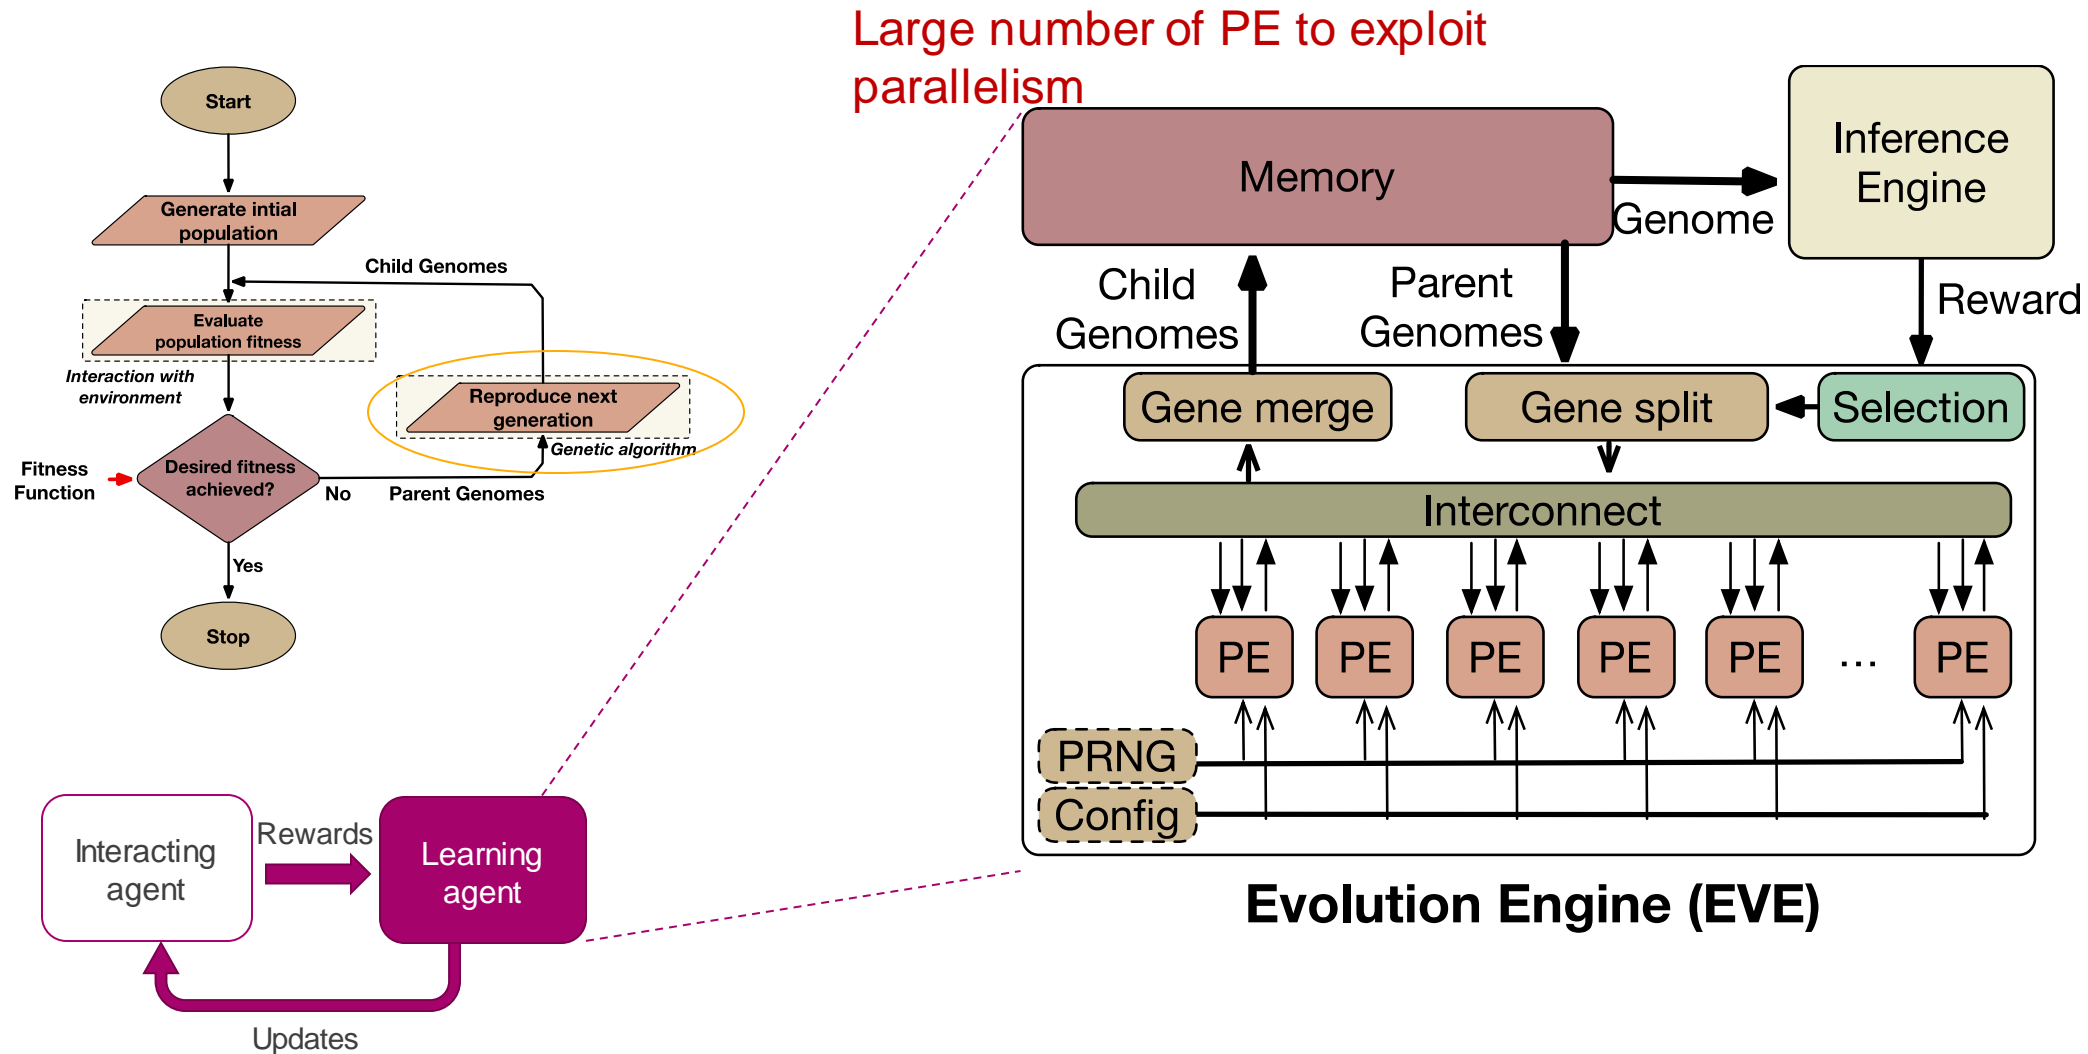 Large number of PE to exploit
parallelism
Start
Generate intial
population
Child Genomes
Evaluate
population fitness
Interaction with
environment
Reproduce next
generation
Genetic algorithm
Desired fitness
achieved?
Fitness
Function
No
Parent Genomes
Yes
Stop
Interacting
agent
Rewards
Learning
agent
Updates
Memory
Inference
Engine
Genome
Child
Genomes
Parent
Genomes
Reward
Gene merge
Gene split
Selection
Interconnect
PE
PE
PE
PE
PE
...
PE
PRNG
Config
Evolution Engine (EVE)